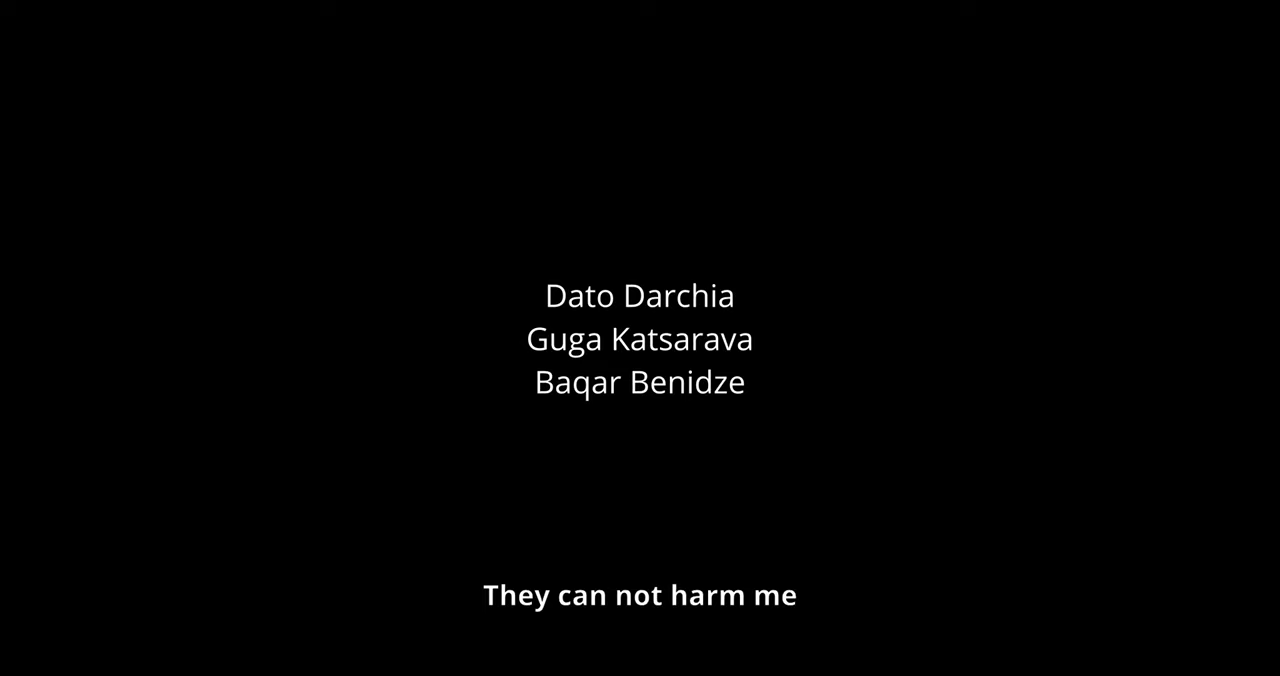 Dato Darchia
Guga Katsarava
Baqar Benidze
They can not harm me